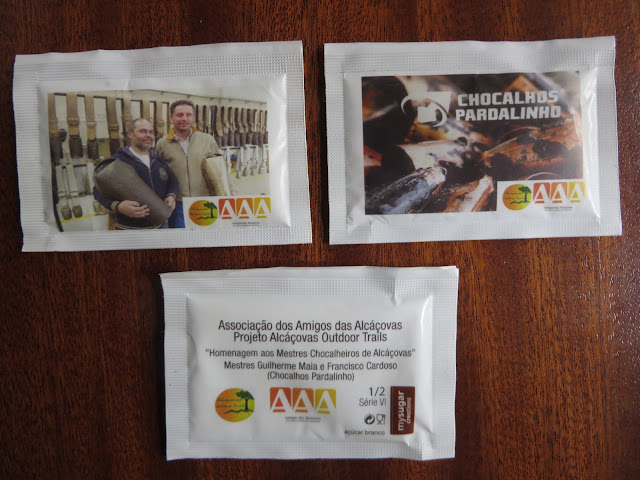 AAA
CHOCALHOS
PARDALINHO
AAA
Associação dos Amigos das Alcáçovas
Projeto Alcáçovas Outdoor Trails
"Homenagem aos Mestres Chocalheiros de Alcáçovas"
Mestres Guilherme Maia e Francisco Cardoso
(Chocalhos Pardalinho)
AAA
1/2
Série VI
açúcar branco
mysugar
creations